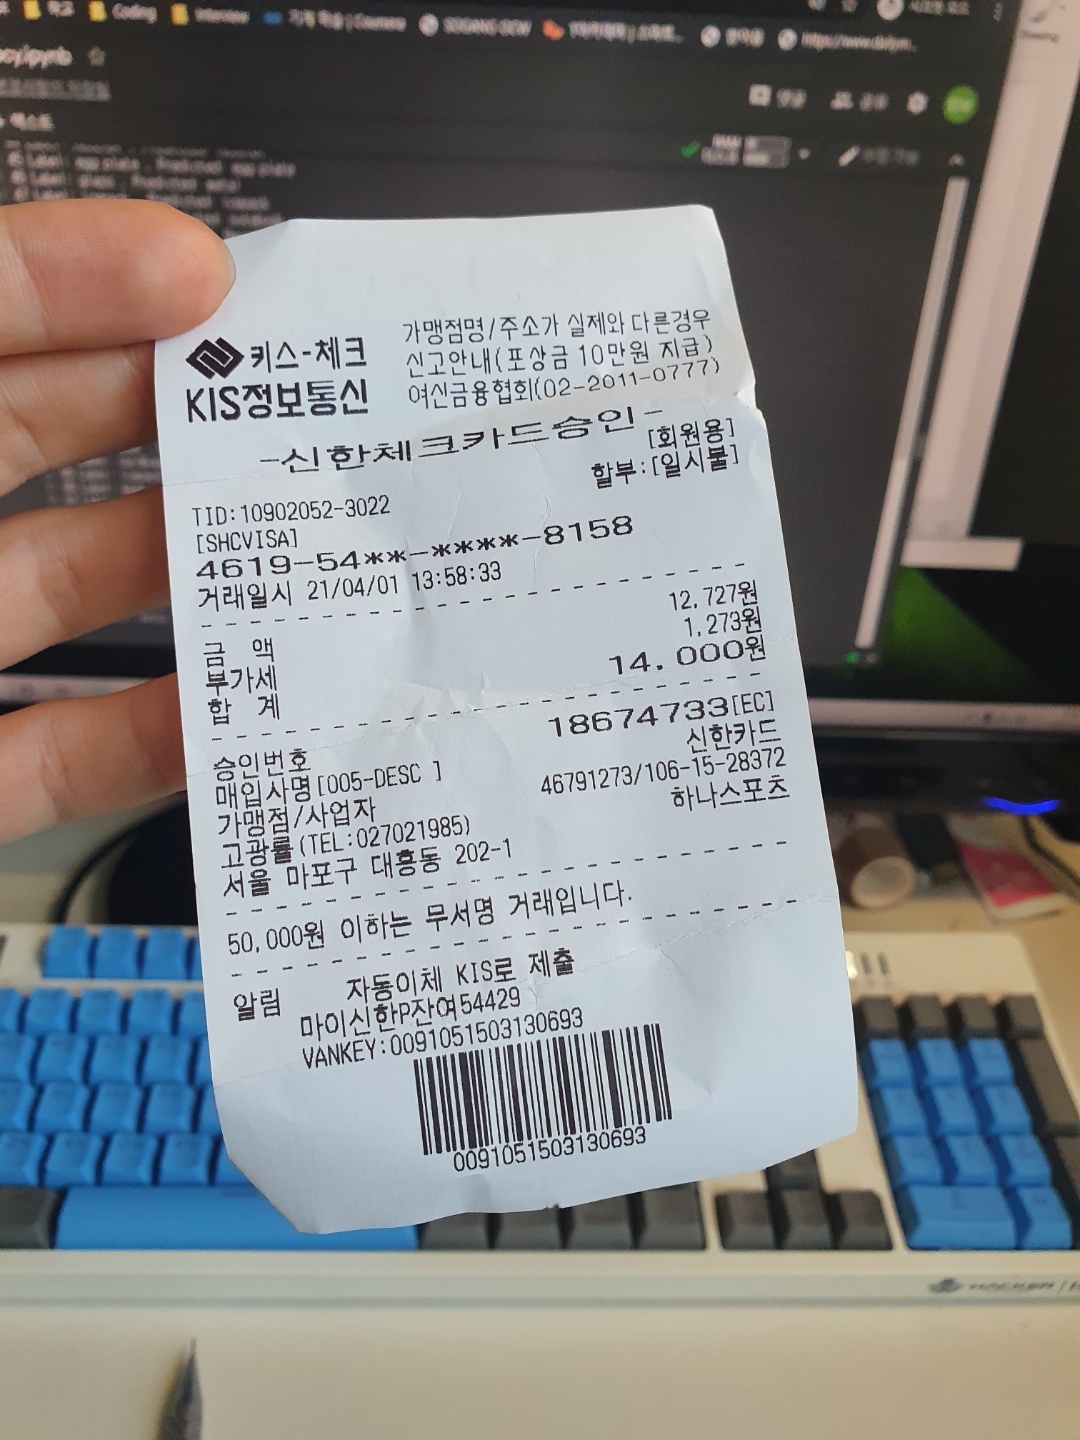 Coding
Interview
키스-체크
KIS정보통신
가맹점명/주소가 실제와 다른경우
신고안내(포상금 10만원 지급)
여신금융협회(02-2011-0777)
-신한체크카드승인-
[회원용]
할부:[일시불]
TID:10902052-3022
[SHCVISA]
4619-54**-****-8158
거래일시 21/04/01 13:58:33
금 액 12,727원
부가세 1,273원
합 계 14.000원
승인번호 18674733[EC]
매입사명[005-DESC ] 신한카드
가맹점/사업자 46791273/106-15-28372
고광률(TEL:027021985) 하나스포츠
서울 마포구 대흥동 202-1
50,000원 이하는 무서명 거래입니다.
알림 자동이체 KIS로 제출
마이신한P잔여54429
VANKEY:0091051503130693
0091051503130693
HACKER